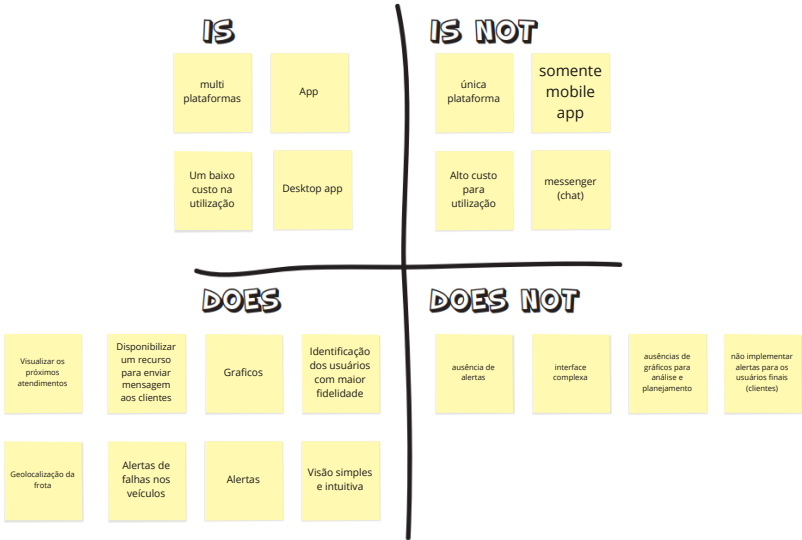 IS
multi
plataformas
App
Um baixo
custo na
utilização
Desktop app
IS NOT
única
plataforma
somente
mobile
app
Alto custo
para
utilização
messenger
(chat)
DOES
Visualizar os
próximos
atendimentos
Disponibilizar
um recurso
para enviar
mensagem
aos clientes
Graficos
Identificação
dos usuários
com maior
fidelidade
Geolocalização da
frota
Alertas de
falhas nos
veículos
Alertas
Visão simples
e intuitiva
DOES NOT
ausência de
alertas
interface
complexa
ausências de
gráficos para
análise e
planejamento
não implementar
alertas para os
usuários finais
(clientes)